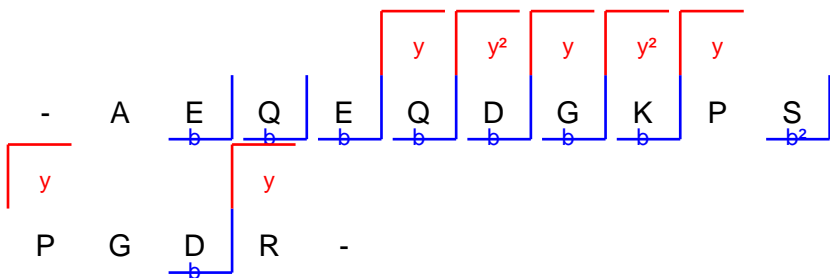 y y² y y² y
- A E Q E Q D G K P S
b b b b b b b b²
y y
P G D R -
b